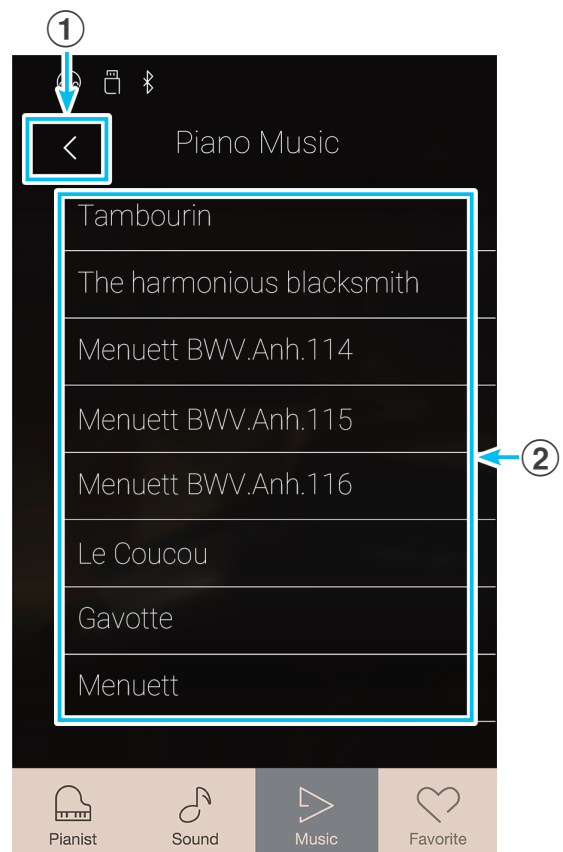 1
Piano Music
Tambourin
The harmonious blacksmith
Menuett BWV.Anh.114
Menuett BWV.Anh.115
2
Menuett BWV.Anh.116
Le Coucou
Gavotte
Menuett
Pianist Sound Music Favorite